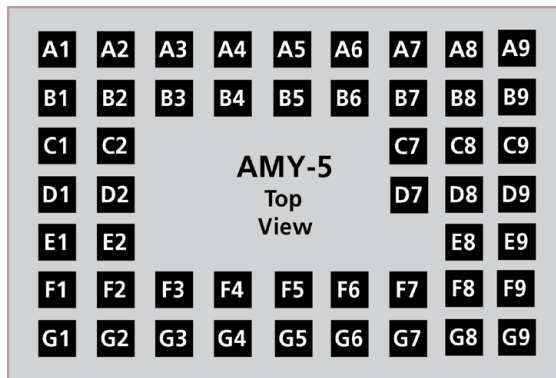 A1 A2 A3 A4 A5 A6 A7 A8 A9
B1 B2 B3 B4 B5 B6 B7 B8 B9
C1 C2 C7 C8 C9
AMY-5
D1 D2 Top D7 D8 D9
View
E1 E2 E8 E9
F1 F2 F3 F4 F5 F6 F7 F8 F9
G1 G2 G3 G4 G5 G6 G7 G8 G9